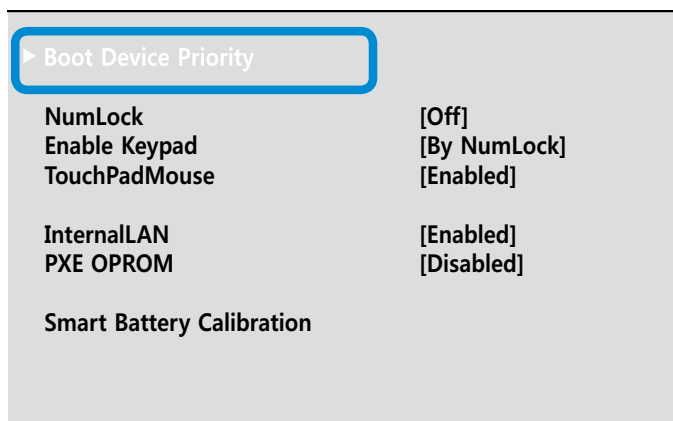 ▶ Boot Device Priority
NumLock [Off]
Enable Keypad [By NumLock]
TouchPadMouse [Enabled]
InternalLAN [Enabled]
PXE OPROM [Disabled]
Smart Battery Calibration